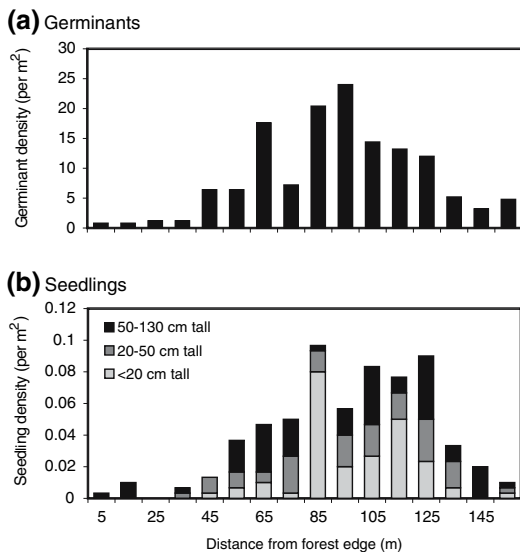 (a) Germinants
Germinant density (per m²)
30
25
20
15
10
5
0
(b) Seedlings
Seedling density (per m²)
0.12
0.1
0.08
0.06
0.04
0.02
0
50-130 cm tall
20-50 cm tall
<20 cm tall
5 25 45 65 85 105 125 145
Distance from forest edge (m)